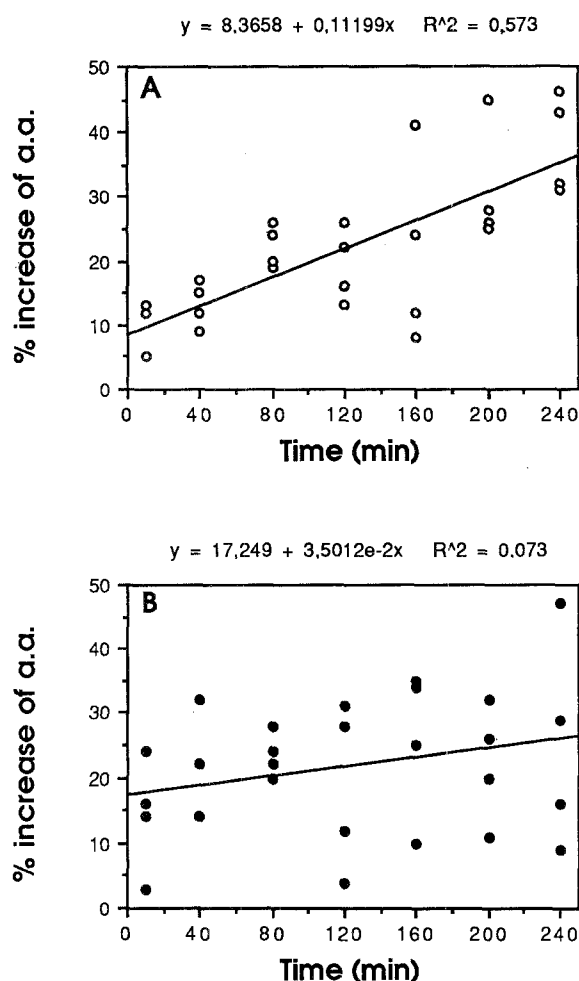 y = 8,3658 + 0,11199x R^2 = 0,573
A
50
40
30
20
10
0
% increase of a.a.
0 40 80 120 160 200 240
Time (min)
y = 17,249 + 3,5012e-2x R^2 = 0.073
B
50
40
30
20
10
0
% increase of a.a.
0 40 80 120 160 200 240
Time (min)